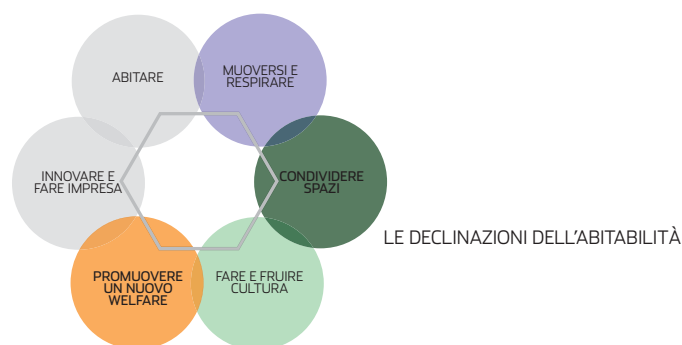 ABITARE
MUOVERSI E
RESPIRARE
INNOVARE E
FARE IMPRESA
CONDIVIDERE
SPAZI
LE DECLINAZIONI DELL'ABITABILITÀ
PROMUOVERE
UN NUOVO
WELFARE
FARE E FRUIRE
CULTURA